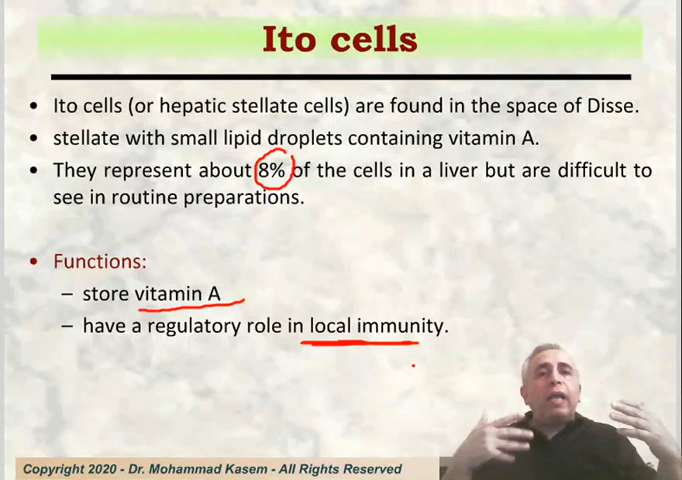 Ito cells
• Ito cells (or hepatic stellate cells) are found in the space of Disse.
• stellate with small lipid droplets containing vitamin A.
• They represent about 8% of the cells in a liver but are difficult to
see in routine preparations.
• Functions:
– store vitamin A
– have a regulatory role in local immunity.
Copyright 2020 - Dr. Mohammad Kasem - All Rights Reserved